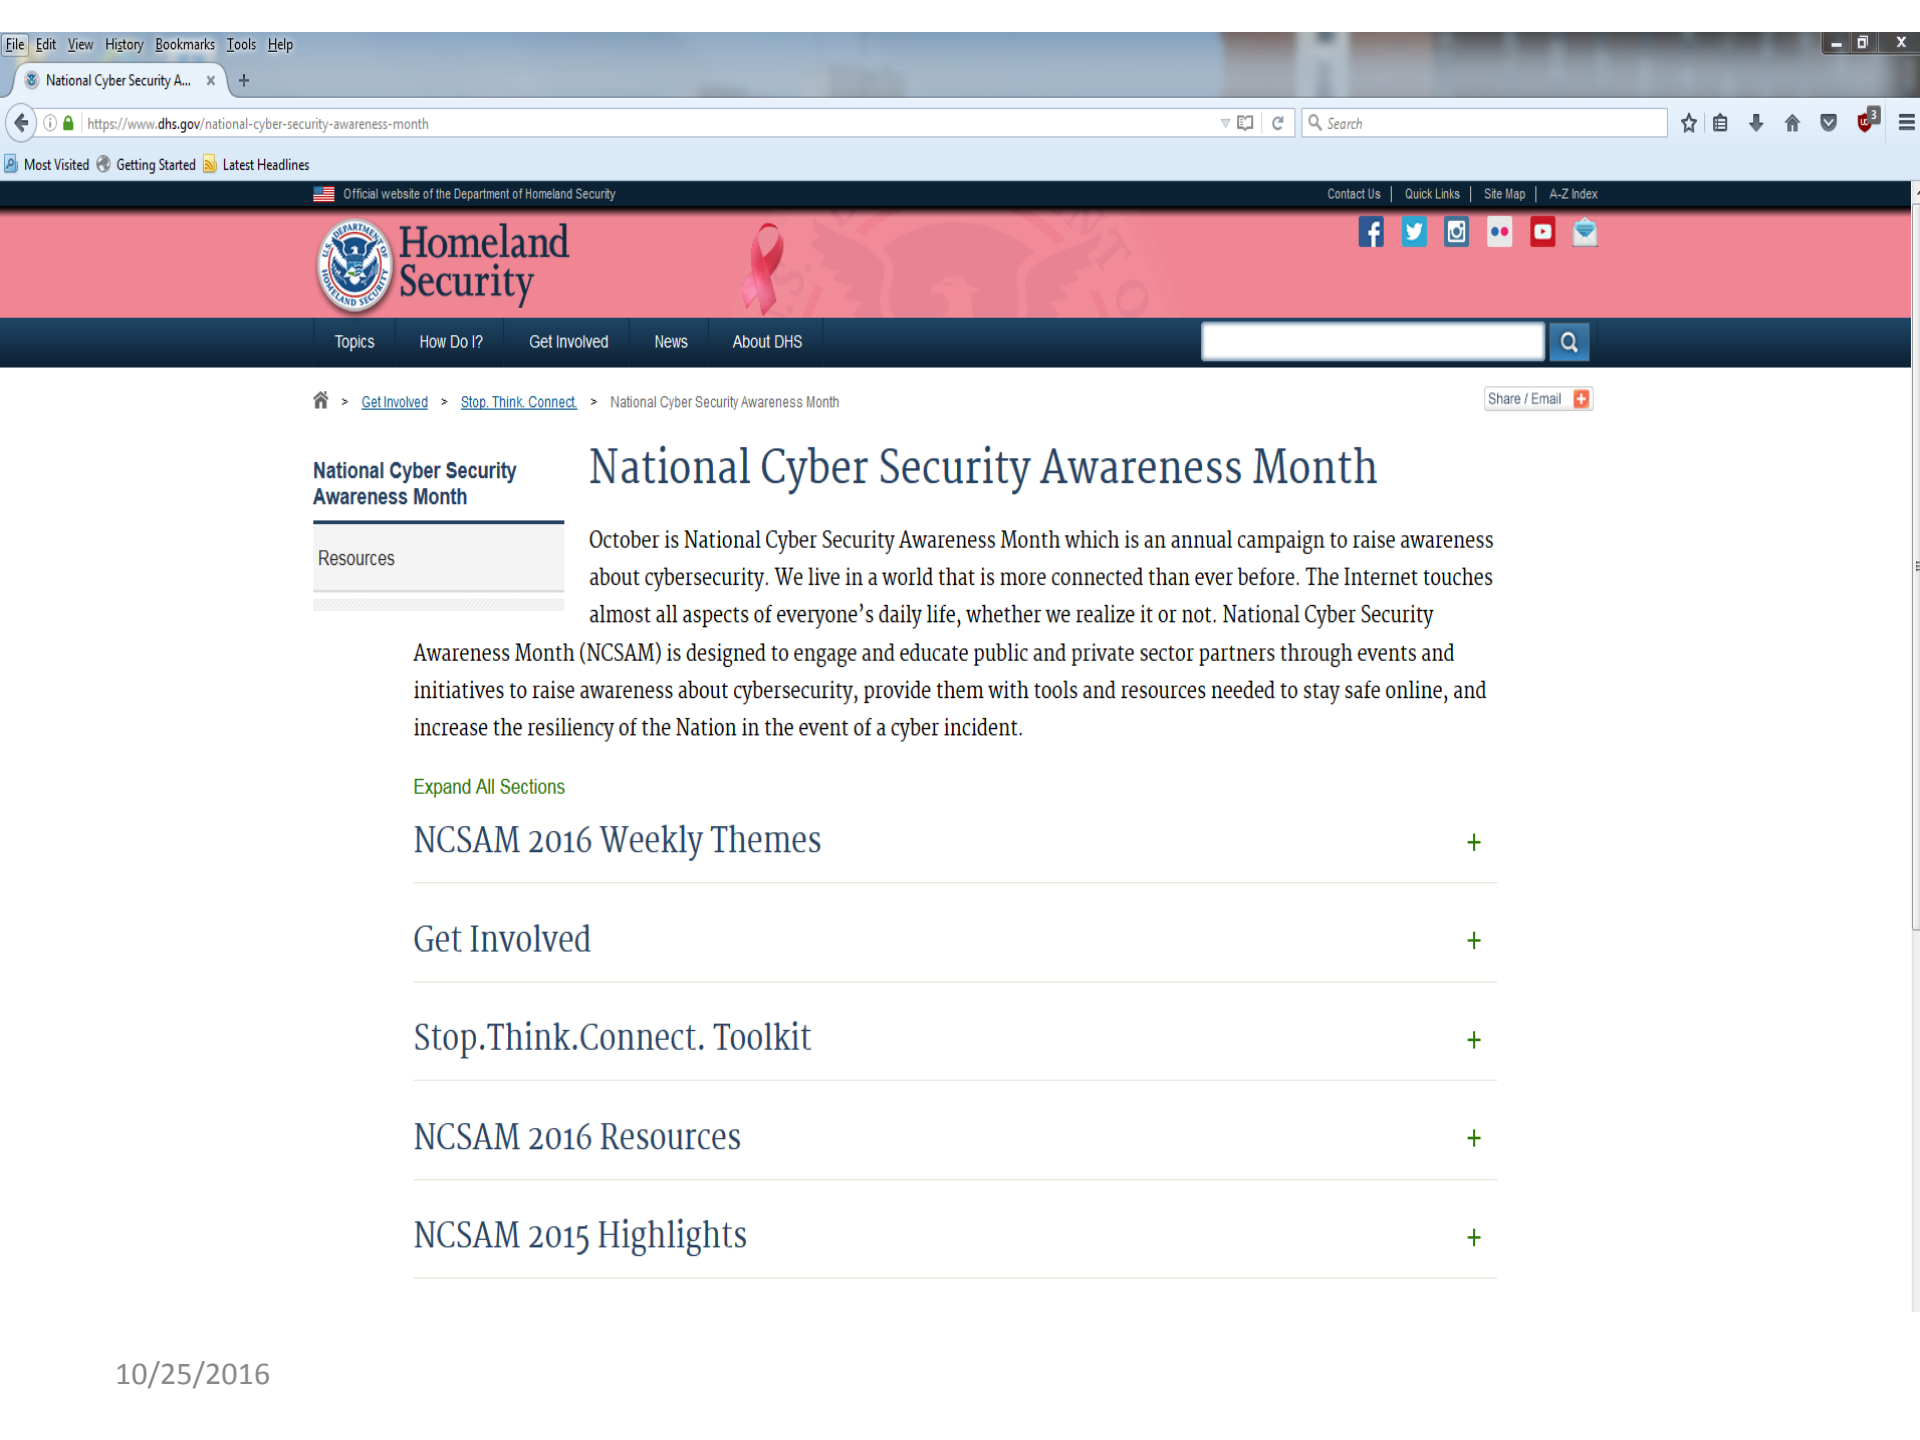 File Edit View History Bookmarks Tools Help
National Cyber Security A...
https://www.dhs.gov/national-cyber-security-awareness-month
Search
3
Most Visited Getting Started Latest Headlines
Official website of the Department of Homeland Security
Contact Us | Quick Links | Site Map | A-Z Index
Homeland
Security
Topics How Do I? Get Involved News About DHS
> Get Involved > Stop. Think. Connect. > National Cyber Security Awareness Month
Share / Email
National Cyber Security
Awareness Month
Resources
National Cyber Security Awareness Month
October is National Cyber Security Awareness Month which is an annual campaign to raise awareness
about cybersecurity. We live in a world that is more connected than ever before. The Internet touches
almost all aspects of everyone’s daily life, whether we realize it or not. National Cyber Security
Awareness Month (NCSAM) is designed to engage and educate public and private sector partners through events and
initiatives to raise awareness about cybersecurity, provide them with tools and resources needed to stay safe online, and
increase the resiliency of the Nation in the event of a cyber incident.
Expand All Sections
NCSAM 2016 Weekly Themes +
Get Involved +
Stop.Think.Connect. Toolkit +
NCSAM 2016 Resources +
NCSAM 2015 Highlights +
10/25/2016